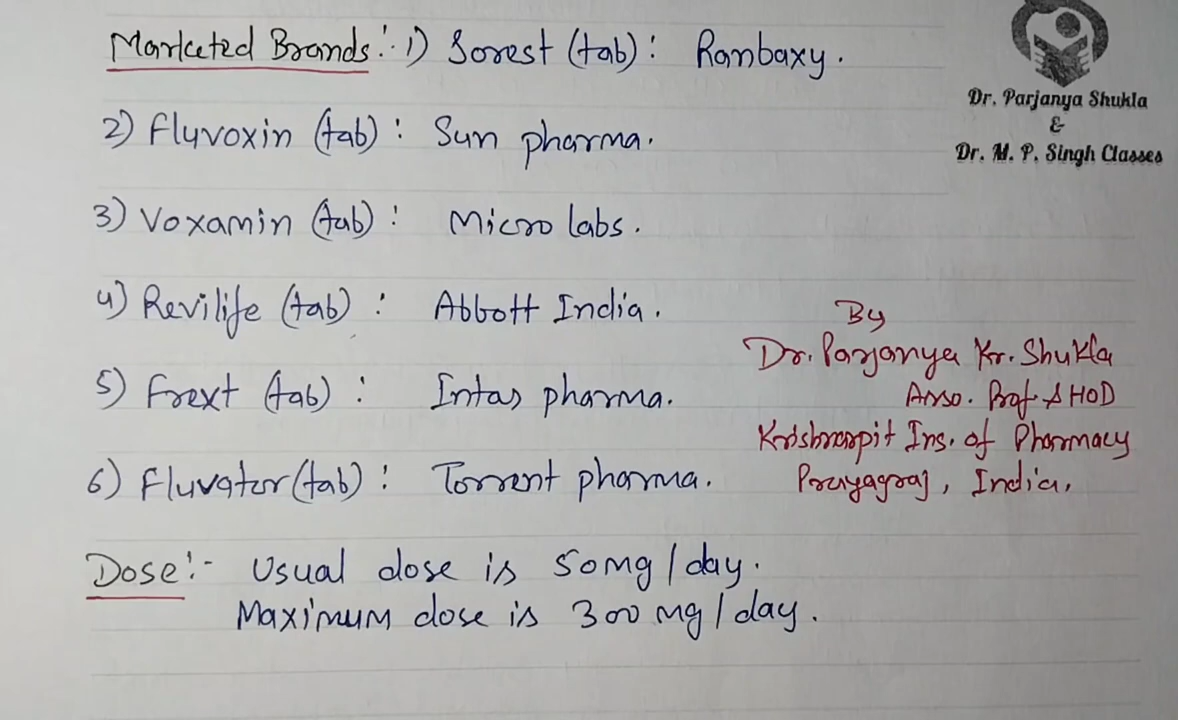 Marketed Brands:- 1) Sorest (tab): Ranbaxy.
2) Fluvoxin (tab): Sun pharma.
3) Voxamin (tab): Micro labs.
4) Revilife (tab): Abbott India.
5) Frext (tab): Intas pharma.
6) Fluvator (tab): Torrent pharma.
Dose:- Usual dose is 50mg/day.
Maximum dose is 300 mg/day.
Dr. Parjanya Shukla
&
Dr. M. P. Singh Classes
By
Dr. Parjanya Kr. Shukla
Asso. Prof & HOD
Krishnarpit Ins. of Pharmacy
Prayagraj, India.